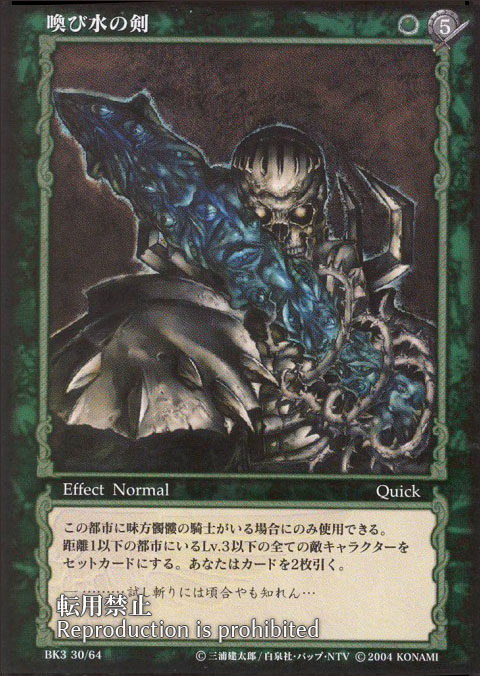 喚び水の剣
5
Effect Normal
Quick
この都市に味方髑髏の騎士がいる場合にのみ使用できる。
距離1以下の都市にいるLv.3以下の全ての敵キャラクターを
セットカードにする。あなたはカードを2枚引く。
試し斬りには頃合やも知れん…
転用禁止
Reproduction is prohibited
BK3 30/64
© 三浦建太郎/白泉社・バップ・NTV © 2004 KONAMI